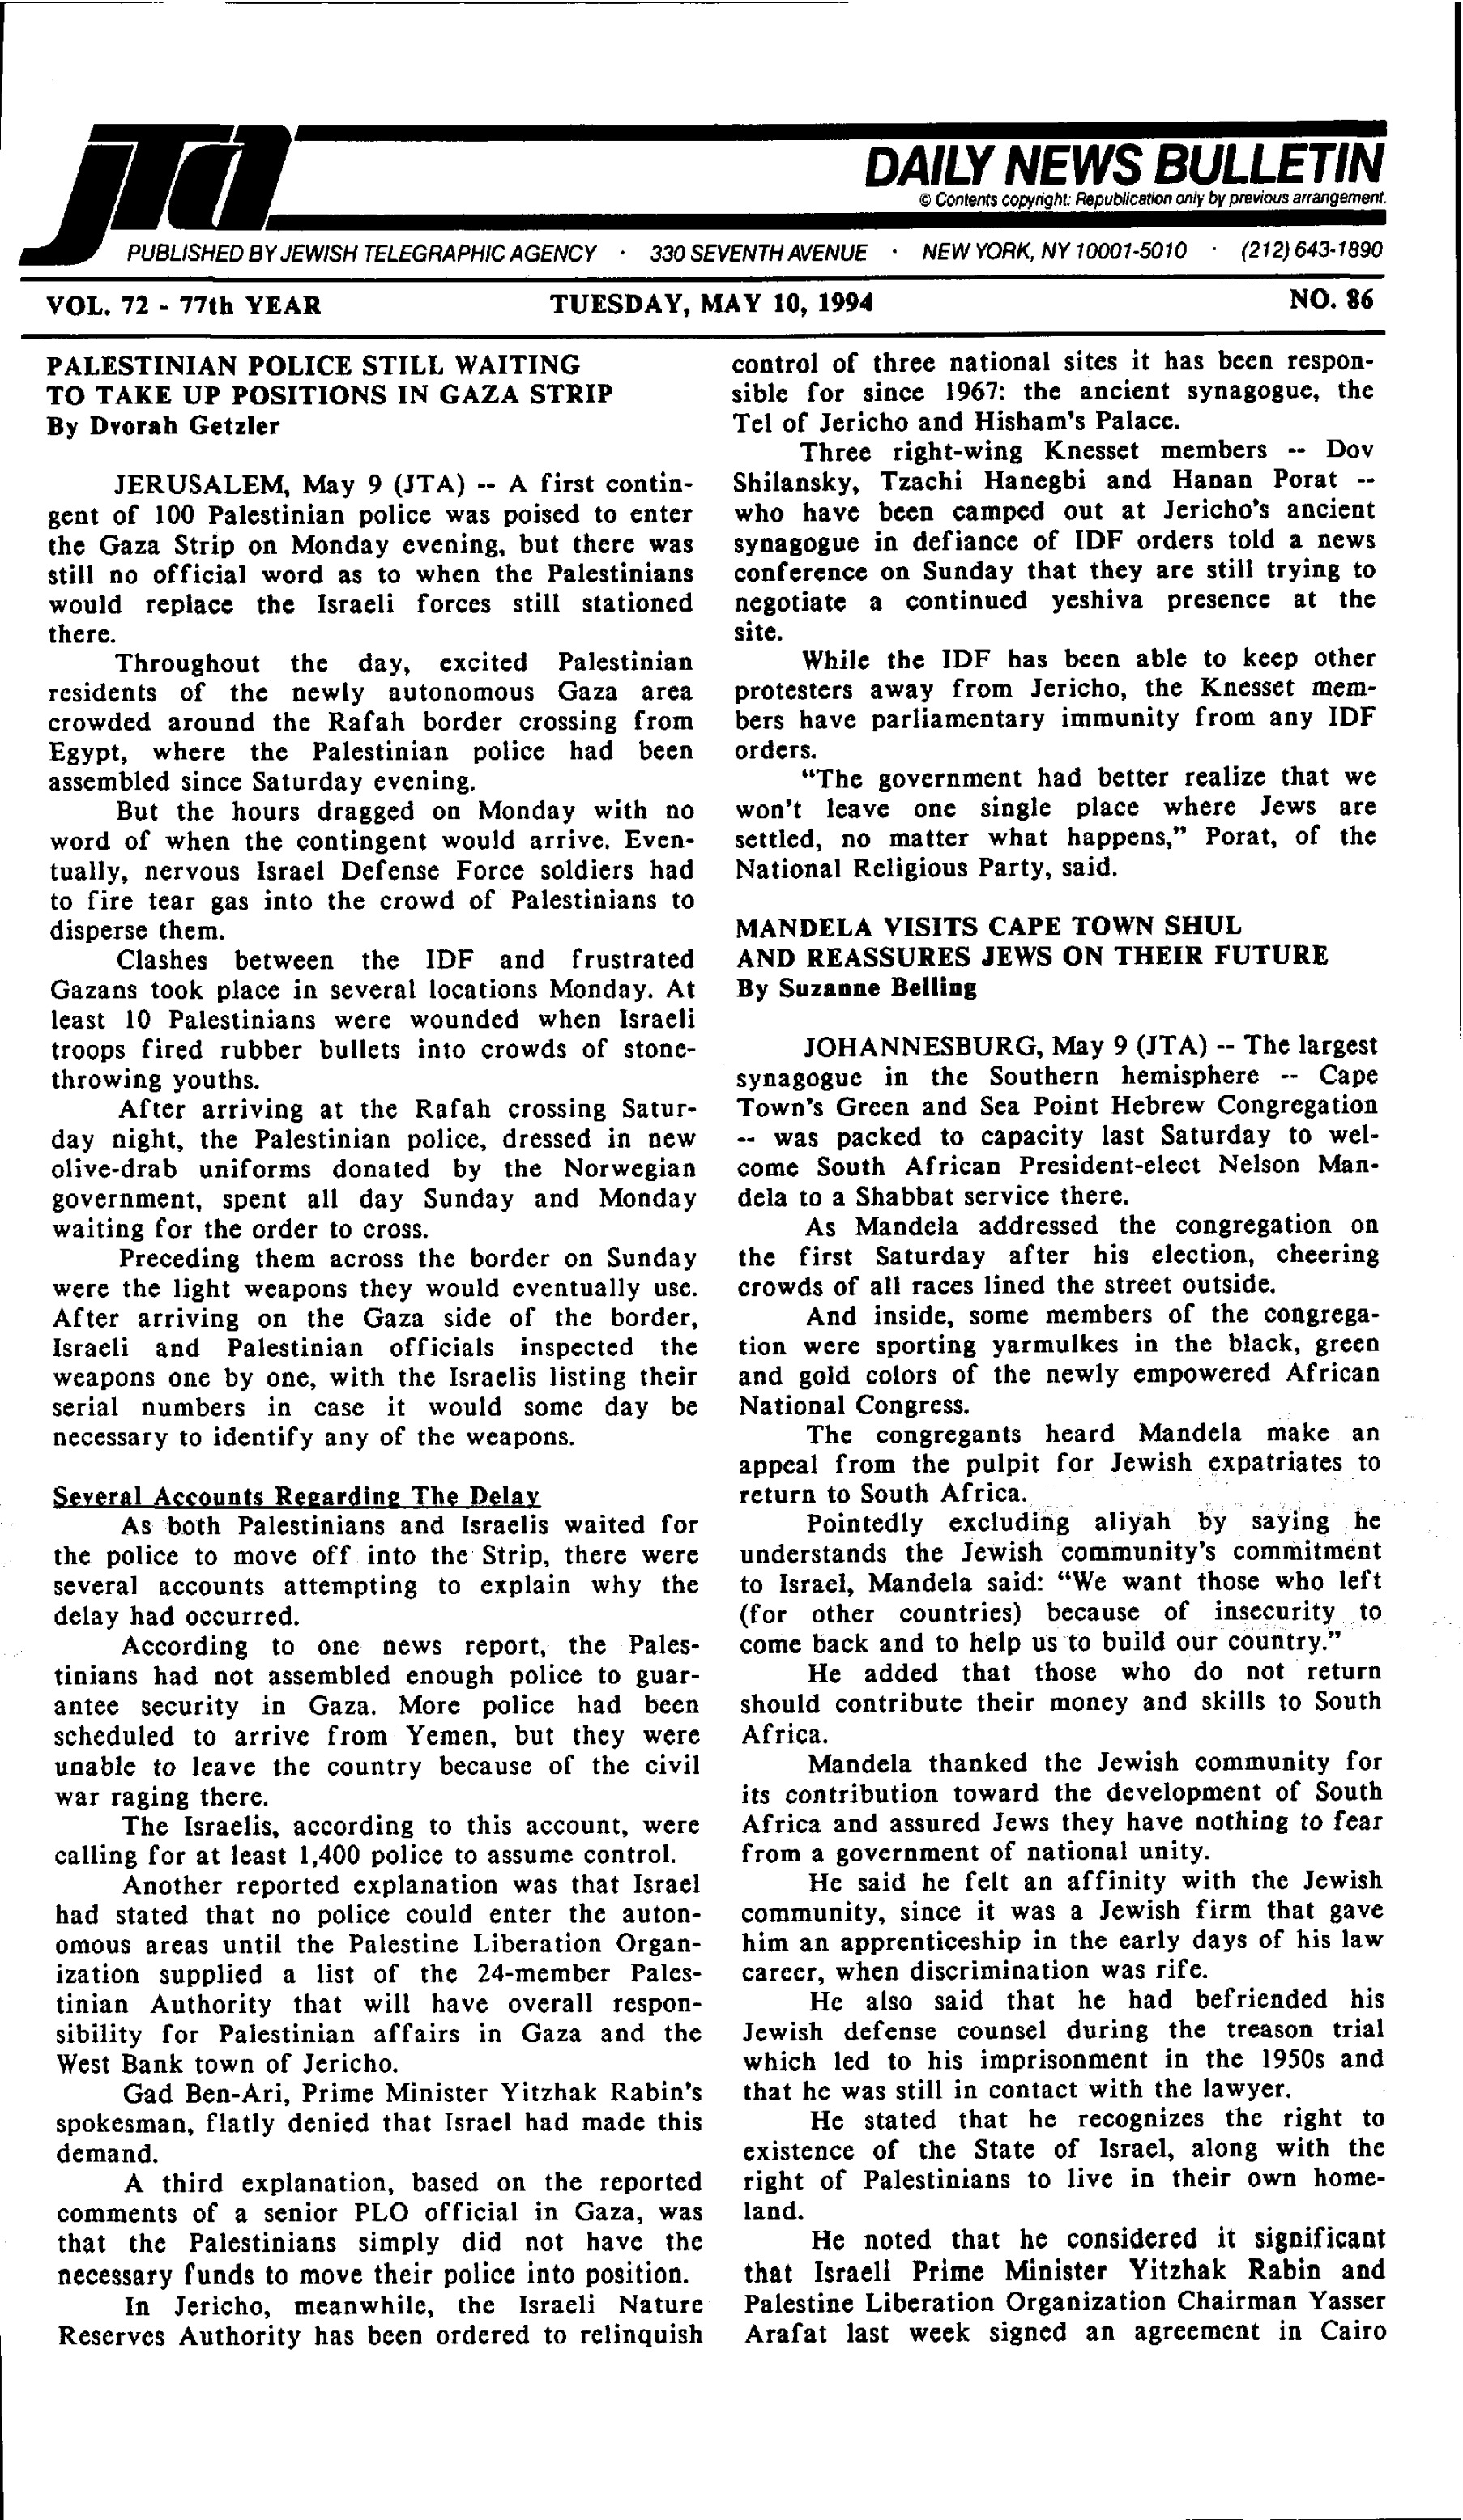 JTA
DAILY NEWS BULLETIN
© Contents copyright: Republication only by previous arrangement.
PUBLISHED BY JEWISH TELEGRAPHIC AGENCY · 330 SEVENTH AVENUE · NEW YORK, NY 10001-5010 · (212) 643-1890
VOL. 72 - 77th YEAR TUESDAY, MAY 10, 1994 NO. 86
PALESTINIAN POLICE STILL WAITING
TO TAKE UP POSITIONS IN GAZA STRIP
By Dvorah Getzler
JERUSALEM, May 9 (JTA) -- A first contin-
gent of 100 Palestinian police was poised to enter
the Gaza Strip on Monday evening, but there was
still no official word as to when the Palestinians
would replace the Israeli forces still stationed
there.
Throughout the day, excited Palestinian
residents of the newly autonomous Gaza area
crowded around the Rafah border crossing from
Egypt, where the Palestinian police had been
assembled since Saturday evening.
But the hours dragged on Monday with no
word of when the contingent would arrive. Even-
tually, nervous Israel Defense Force soldiers had
to fire tear gas into the crowd of Palestinians to
disperse them.
Clashes between the IDF and frustrated
Gazans took place in several locations Monday. At
least 10 Palestinians were wounded when Israeli
troops fired rubber bullets into crowds of stone-
throwing youths.
After arriving at the Rafah crossing Satur-
day night, the Palestinian police, dressed in new
olive-drab uniforms donated by the Norwegian
government, spent all day Sunday and Monday
waiting for the order to cross.
Preceding them across the border on Sunday
were the light weapons they would eventually use.
After arriving on the Gaza side of the border,
Israeli and Palestinian officials inspected the
weapons one by one, with the Israelis listing their
serial numbers in case it would some day be
necessary to identify any of the weapons.
Several Accounts Regarding The Delay
As both Palestinians and Israelis waited for
the police to move off into the Strip, there were
several accounts attempting to explain why the
delay had occurred.
According to one news report, the Pales-
tinians had not assembled enough police to guar-
antee security in Gaza. More police had been
scheduled to arrive from Yemen, but they were
unable to leave the country because of the civil
war raging there.
The Israelis, according to this account, were
calling for at least 1,400 police to assume control.
Another reported explanation was that Israel
had stated that no police could enter the auton-
omous areas until the Palestine Liberation Organ-
ization supplied a list of the 24-member Pales-
tinian Authority that will have overall respon-
sibility for Palestinian affairs in Gaza and the
West Bank town of Jericho.
Gad Ben-Ari, Prime Minister Yitzhak Rabin's
spokesman, flatly denied that Israel had made this
demand.
A third explanation, based on the reported
comments of a senior PLO official in Gaza, was
that the Palestinians simply did not have the
necessary funds to move their police into position.
In Jericho, meanwhile, the Israeli Nature
Reserves Authority has been ordered to relinquish
control of three national sites it has been respon-
sible for since 1967: the ancient synagogue, the
Tel of Jericho and Hisham's Palace.
Three right-wing Knesset members -- Dov
Shilansky, Tzachi Hanegbi and Hanan Porat --
who have been camped out at Jericho's ancient
synagogue in defiance of IDF orders told a news
conference on Sunday that they are still trying to
negotiate a continued yeshiva presence at the
site.
While the IDF has been able to keep other
protesters away from Jericho, the Knesset mem-
bers have parliamentary immunity from any IDF
orders.
"The government had better realize that we
won't leave one single place where Jews are
settled, no matter what happens," Porat, of the
National Religious Party, said.
MANDELA VISITS CAPE TOWN SHUL
AND REASSURES JEWS ON THEIR FUTURE
By Suzanne Belling
JOHANNESBURG, May 9 (JTA) -- The largest
synagogue in the Southern hemisphere -- Cape
Town's Green and Sea Point Hebrew Congregation
-- was packed to capacity last Saturday to wel-
come South African President-elect Nelson Man-
dela to a Shabbat service there.
As Mandela addressed the congregation on
the first Saturday after his election, cheering
crowds of all races lined the street outside.
And inside, some members of the congrega-
tion were sporting yarmulkes in the black, green
and gold colors of the newly empowered African
National Congress.
The congregants heard Mandela make an
appeal from the pulpit for Jewish expatriates to
return to South Africa.
Pointedly excluding aliyah by saying he
understands the Jewish community's commitment
to Israel, Mandela said: "We want those who left
(for other countries) because of insecurity to
come back and to help us to build our country."
He added that those who do not return
should contribute their money and skills to South
Africa.
Mandela thanked the Jewish community for
its contribution toward the development of South
Africa and assured Jews they have nothing to fear
from a government of national unity.
He said he felt an affinity with the Jewish
community, since it was a Jewish firm that gave
him an apprenticeship in the early days of his law
career, when discrimination was rife.
He also said that he had befriended his
Jewish defense counsel during the treason trial
which led to his imprisonment in the 1950s and
that he was still in contact with the lawyer.
He stated that he recognizes the right to
existence of the State of Israel, along with the
right of Palestinians to live in their own home-
land.
He noted that he considered it significant
that Israeli Prime Minister Yitzhak Rabin and
Palestine Liberation Organization Chairman Yasser
Arafat last week signed an agreement in Cairo